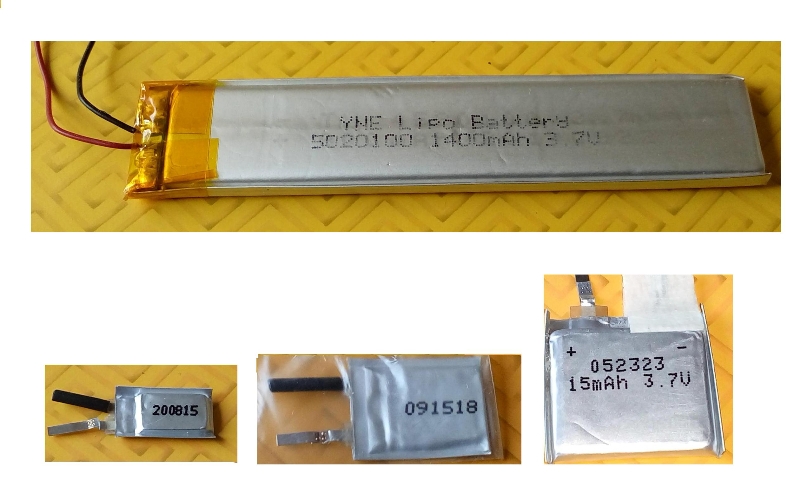 YNE Lipo Battery
5020100 1400mAh 3.7V
200815
091518
+ -
052323
15mAh 3.7V